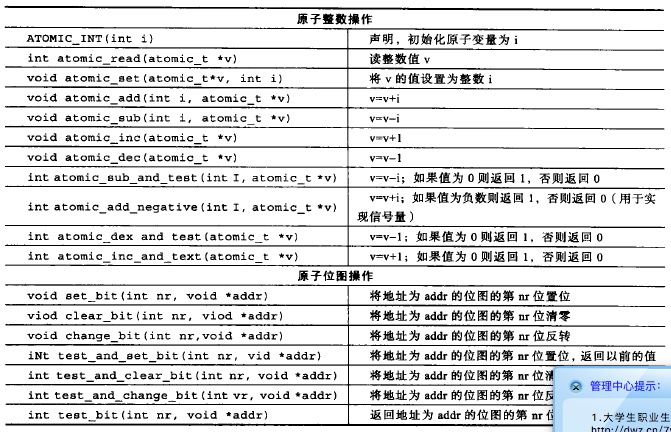 原子整数操作
ATOMIC_INT(int i) 声明，初始化原子变量为 i
int atomic_read(atomic_t *v) 读整数值 v
void atomic_set(atomic_t*v, int i) 将 v 的值设置为整数 i
void atomic_add(int i, atomic_t *v) v=v+i
void atomic_sub(int i, atomic_t *v) v=v−i
void atomic_inc(atomic_t *v) v=v+1
void atomic_dec(atomic_t *v) v=v−1
int atomic_sub_and_test(int I, atomic_t *v) v=v−i；如果值为 0 则返回 1，否则返回 0
int atomic_add_negative(int I, atomic_t *v) v=v+i；如果值为负数则返回 1，否则返回 0（用于实
现信号量）
int atomic_dex and test(atomic_t *v) v=v−1；如果值为 0 则返回 1，否则返回 0
int atomic_inc_and_text(atomic_t *v) v=v+1；如果值为 0 则返回 1，否则返回 0
原子位图操作
void set_bit(int nr, void *addr) 将地址为 addr 的位图的第 nr 位置位
viod clear_bit(int nr, viod *addr) 将地址为 addr 的位图的第 nr 位清零
void change_bit(int nr,void *addr) 将地址为 addr 的位图的第 nr 位反转
iNt test_and_set_bit(int nr, vid *addr) 将地址为 addr 的位图的第 nr 位置位，返回以前的值
int test_and_clear_bit(int nr, void *addr) 将地址为 addr 的位图的第 nr 位
int test_and_change_bit(int vr, void *addr) 将地址为 addr 的位图的第 nr 位
int test_bit(int nr, void *addr) 返回地址为 addr 的位图的第 nr
管理中心提示：
1.大学生职业生